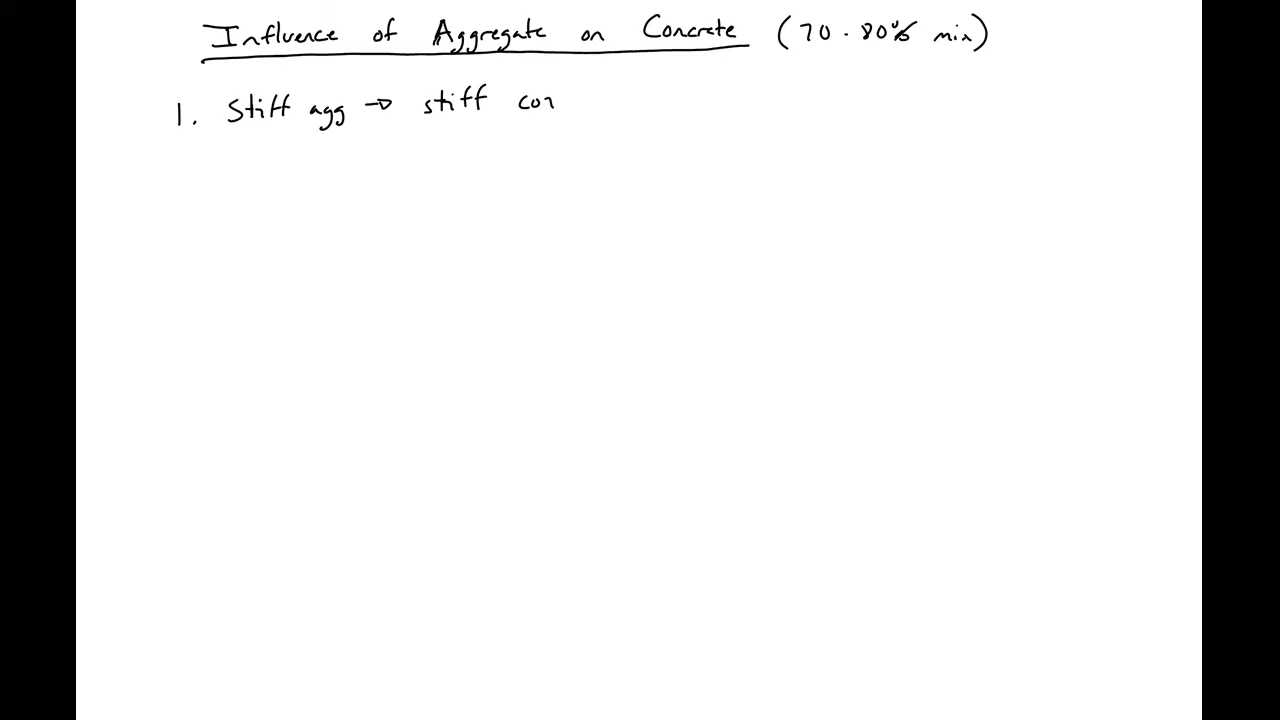 Influence of Aggregate on Concrete (70-80% mix)
1. Stiff agg → stiff con